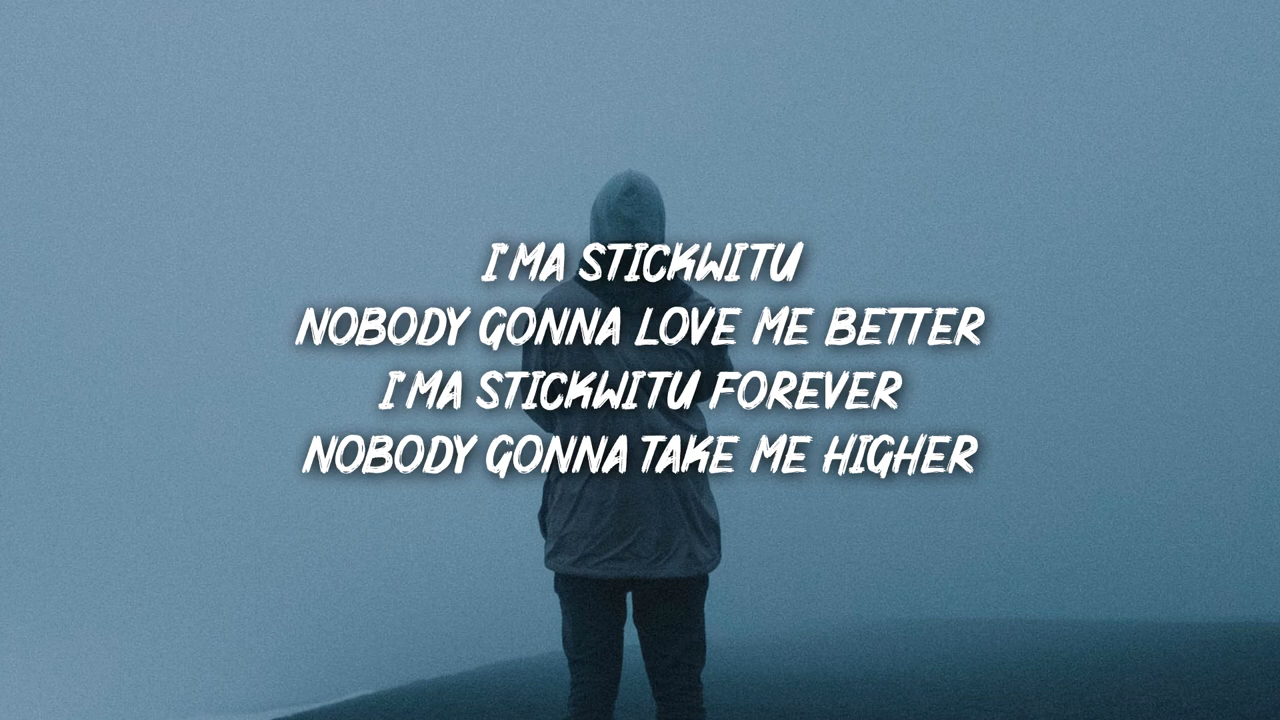 I'MA STICKWITU
NOBODY GONNA LOVE ME BETTER
I'MA STICKWITU FOREVER
NOBODY GONNA TAKE ME HIGHER